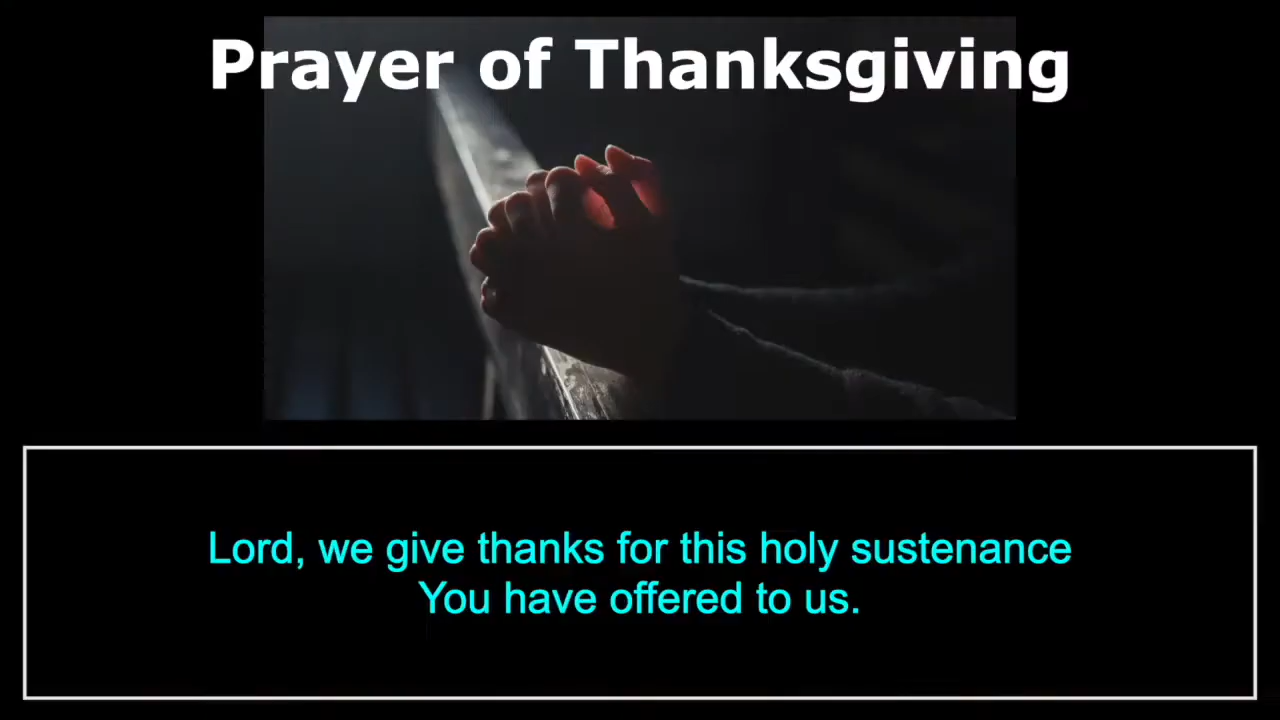 Prayer of Thanksgiving
Lord, we give thanks for this holy sustenance
You have offered to us.